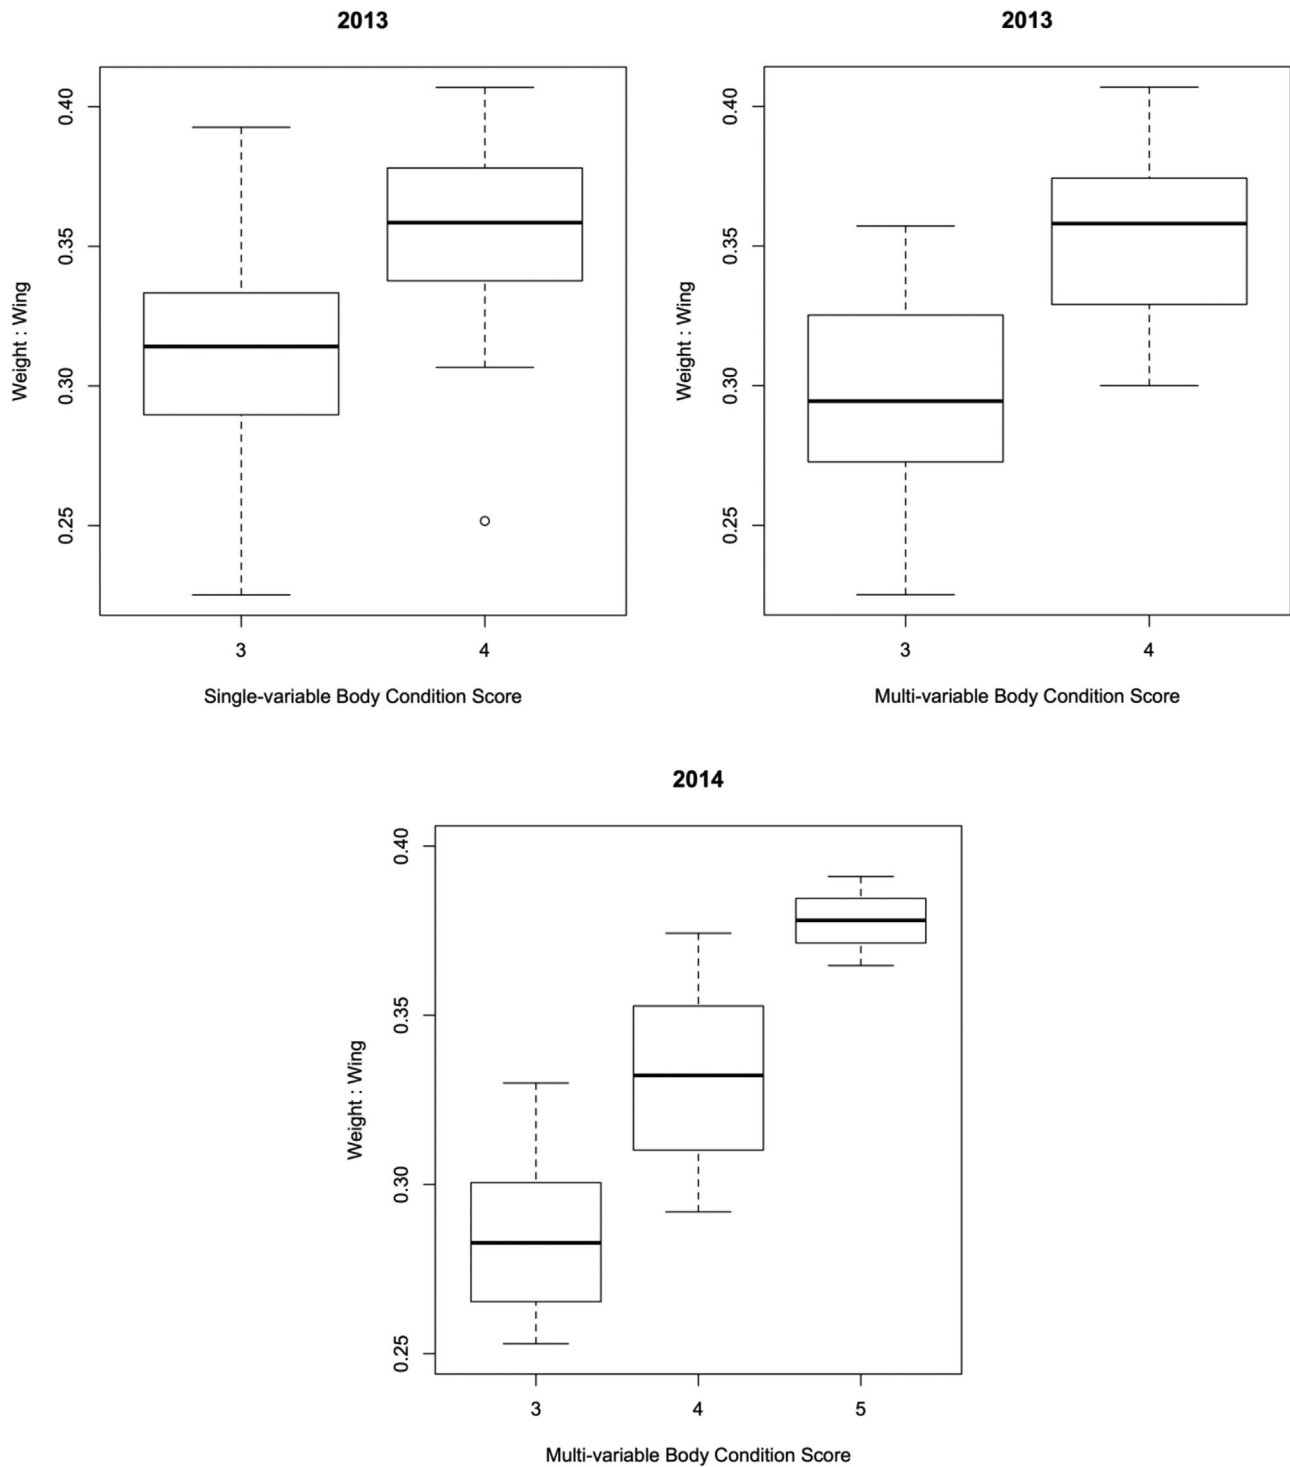 2013
0.40
0.35
0.30
0.25
Weight : Wing
3 4
Single-variable Body Condition Score
2013
0.40
0.35
0.30
0.25
Weight : Wing
3 4
Multi-variable Body Condition Score
2014
0.40
0.35
0.30
0.25
Weight : Wing
3 4 5
Multi-variable Body Condition Score